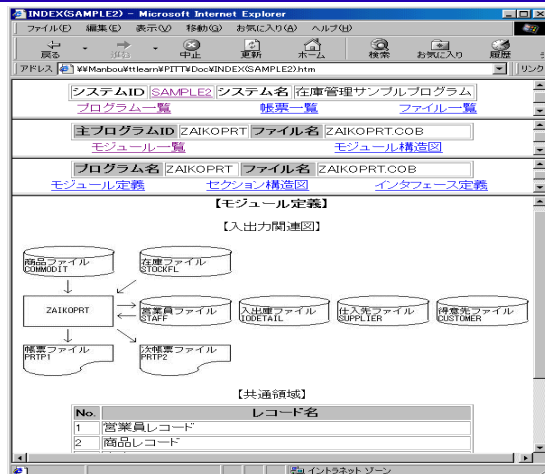 INDEX(SAMPLE2) - Microsoft Internet Explorer
ファイル(F) 編集(E) 表示(V) 移動(G) お気に入り(A) ヘルプ(H)
戻る 進む 中止 更新 ホーム 検索 お気に入り 履歴
アドレス ¥¥Manbou¥ttlearn¥PITT¥Doc¥INDEX(SAMPLE2).htm リンク
システムID SAMPLE2 システム名 在庫管理サンプルプログラム
プログラム一覧 帳票一覧 ファイル一覧
主プログラムID ZAIKOPRT ファイル名 ZAIKOPRT.COB
モジュール一覧 モジュール構造図
プログラム名 ZAIKOPRT ファイル名 ZAIKOPRT.COB
モジュール定義 セクション構造図 インタフェース定義
【モジュール定義】
【入出力関連図】
商品ファイル 在庫ファイル
COMMODIT STOCKFL
ZAIKOPRT
営業員ファイル 入出庫ファイル 仕入先ファイル 得意先ファイル
STAFF IODETAIL SUPPLIER CUSTOMER
帳票ファイル 次帳票ファイル
PRTP1 PRTP2
【共通領域】
No. レコード名
1 営業員レコード
2 商品レコード
イントラネット ゾーン